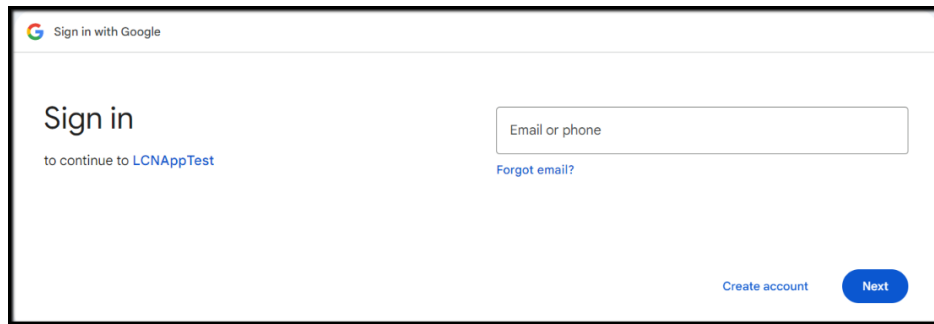 Sign in with Google
Sign in
to continue to LCNAppTest
Email or phone
Forgot email?
Create account
Next